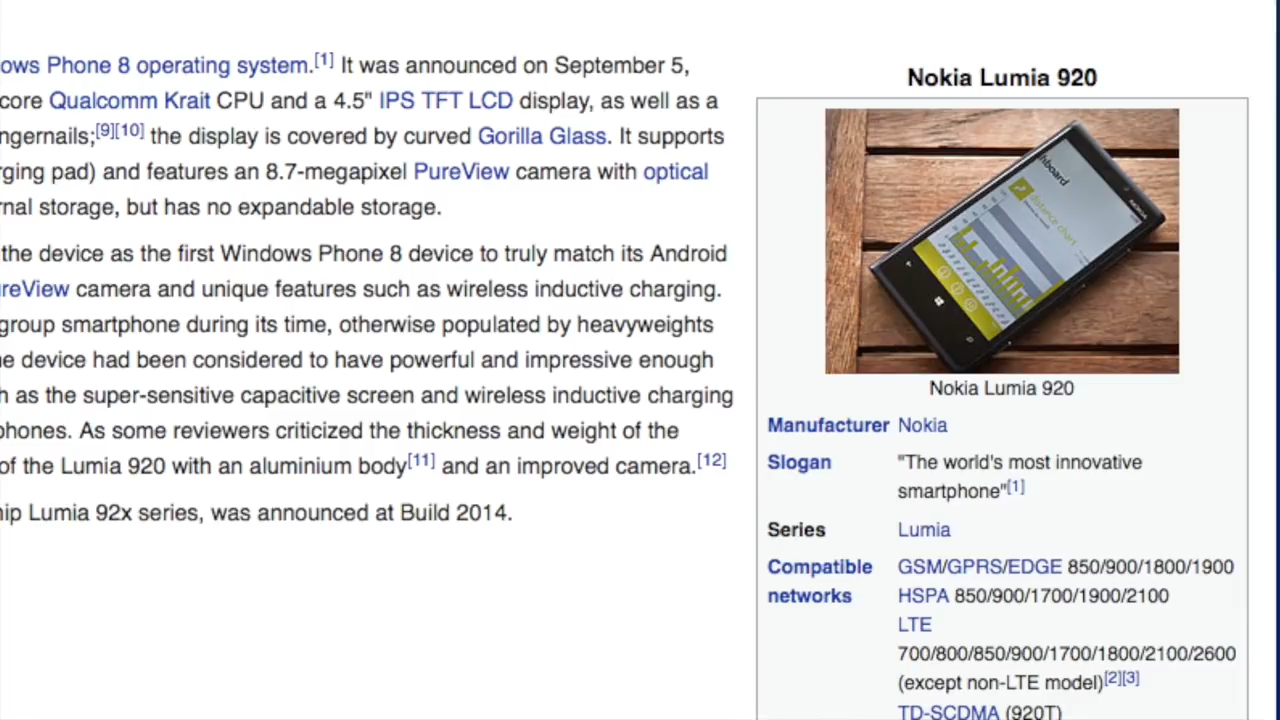 ows Phone 8 operating system.[1] It was announced on September 5,
core Qualcomm Krait CPU and a 4.5" IPS TFT LCD display, as well as a
ngernails;[9][10] the display is covered by curved Gorilla Glass. It supports
rging pad) and features an 8.7-megapixel PureView camera with optical
rnal storage, but has no expandable storage.
the device as the first Windows Phone 8 device to truly match its Android
reView camera and unique features such as wireless inductive charging.
group smartphone during its time, otherwise populated by heavyweights
e device had been considered to have powerful and impressive enough
h as the super-sensitive capacitive screen and wireless inductive charging
phones. As some reviewers criticized the thickness and weight of the
of the Lumia 920 with an aluminium body[11] and an improved camera.[12]
hip Lumia 92x series, was announced at Build 2014.
Nokia Lumia 920
hboard
distance chart
NOKIA
Nokia Lumia 920
Manufacturer Nokia
Slogan "The world's most innovative
smartphone"[1]
Series Lumia
Compatible GSM/GPRS/EDGE 850/900/1800/1900
networks HSPA 850/900/1700/1900/2100
LTE
700/800/850/900/1700/1800/2100/2600
(except non-LTE model)[2][3]
TD-SCDMA (920T)